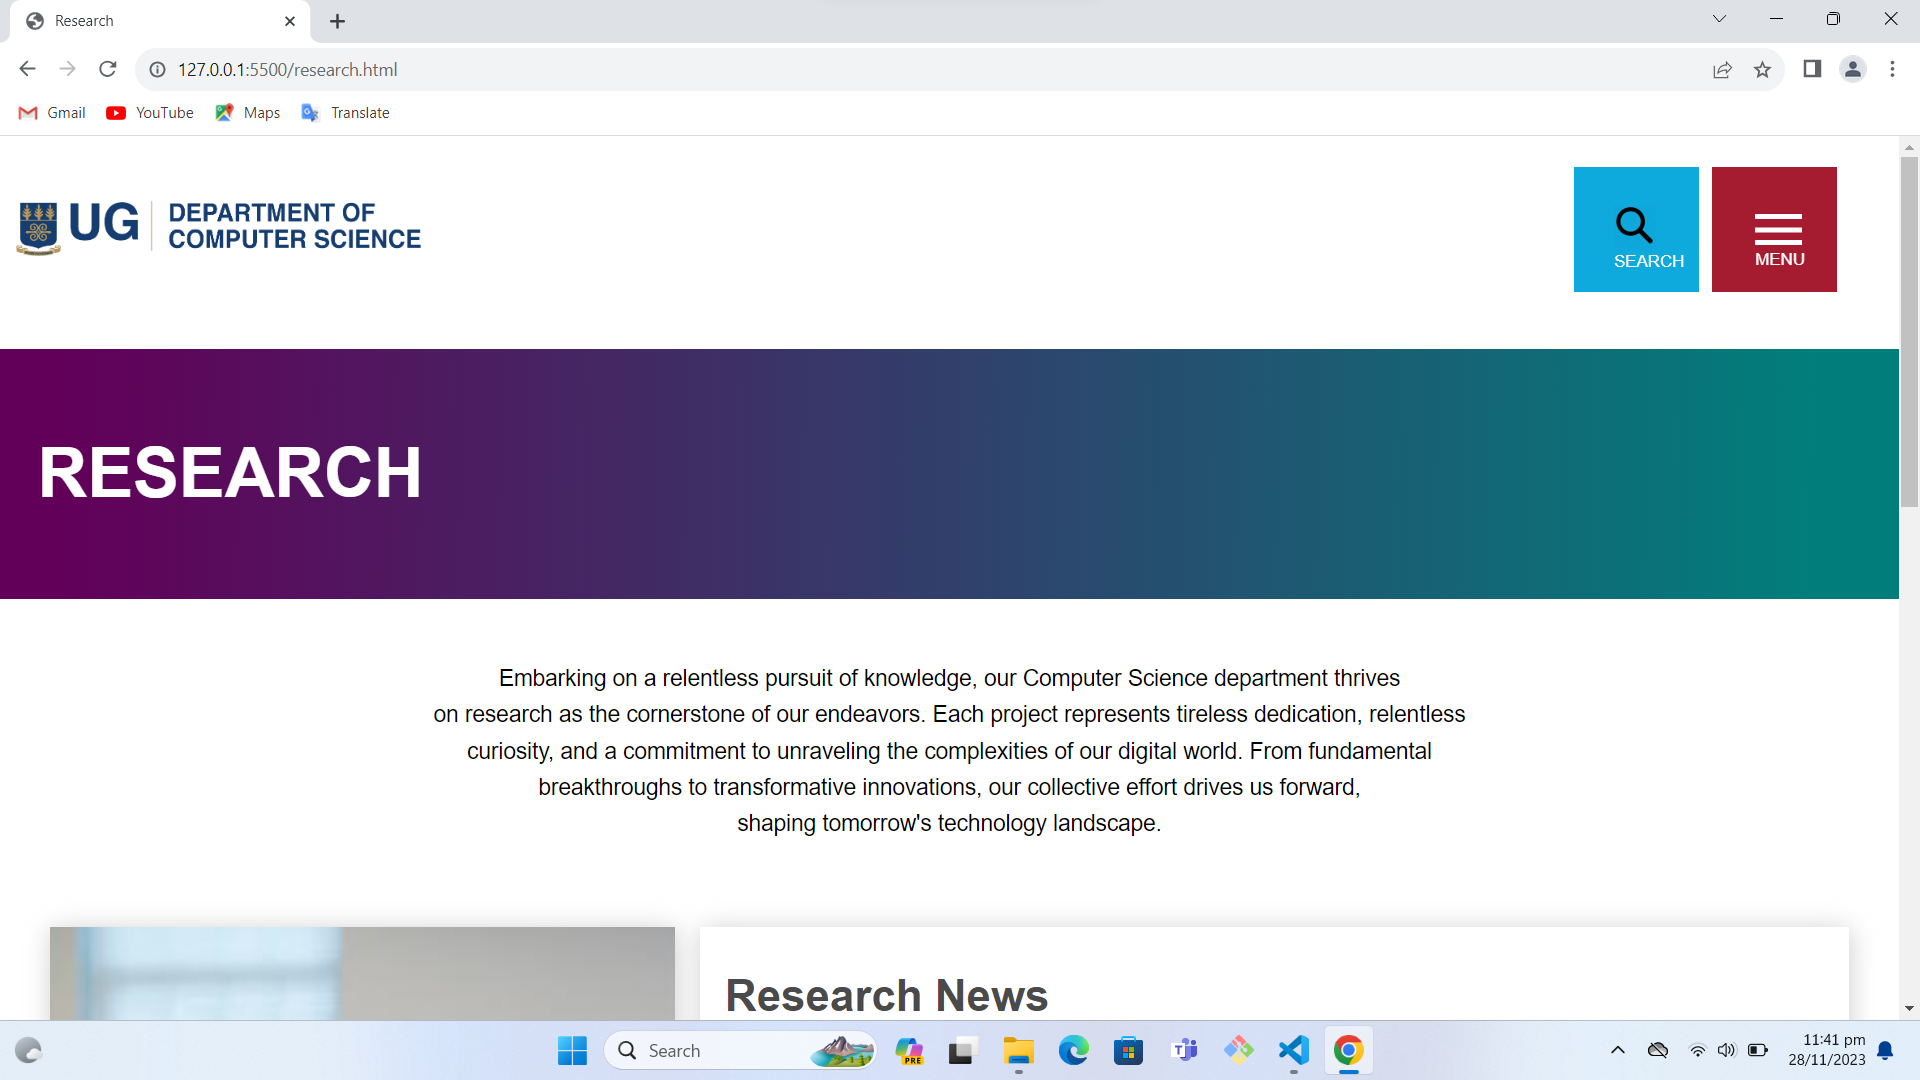 Research
127.0.0.1:5500/research.html
Gmail YouTube Maps Translate
UG DEPARTMENT OF
COMPUTER SCIENCE
SEARCH
MENU
RESEARCH
Embarking on a relentless pursuit of knowledge, our Computer Science department thrives
on research as the cornerstone of our endeavors. Each project represents tireless dedication, relentless
curiosity, and a commitment to unraveling the complexities of our digital world. From fundamental
breakthroughs to transformative innovations, our collective effort drives us forward,
shaping tomorrow's technology landscape.
Research News
Search
PRE
11:41 pm
28/11/2023